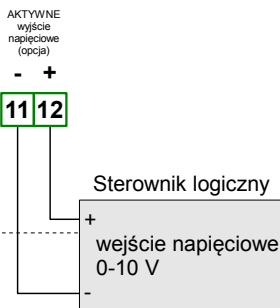 AKTYWNE
wyjście
napięciowe
(opcja)
- +
11 12
Sterownik logiczny
+
wejście napięciowe
0-10 V
-